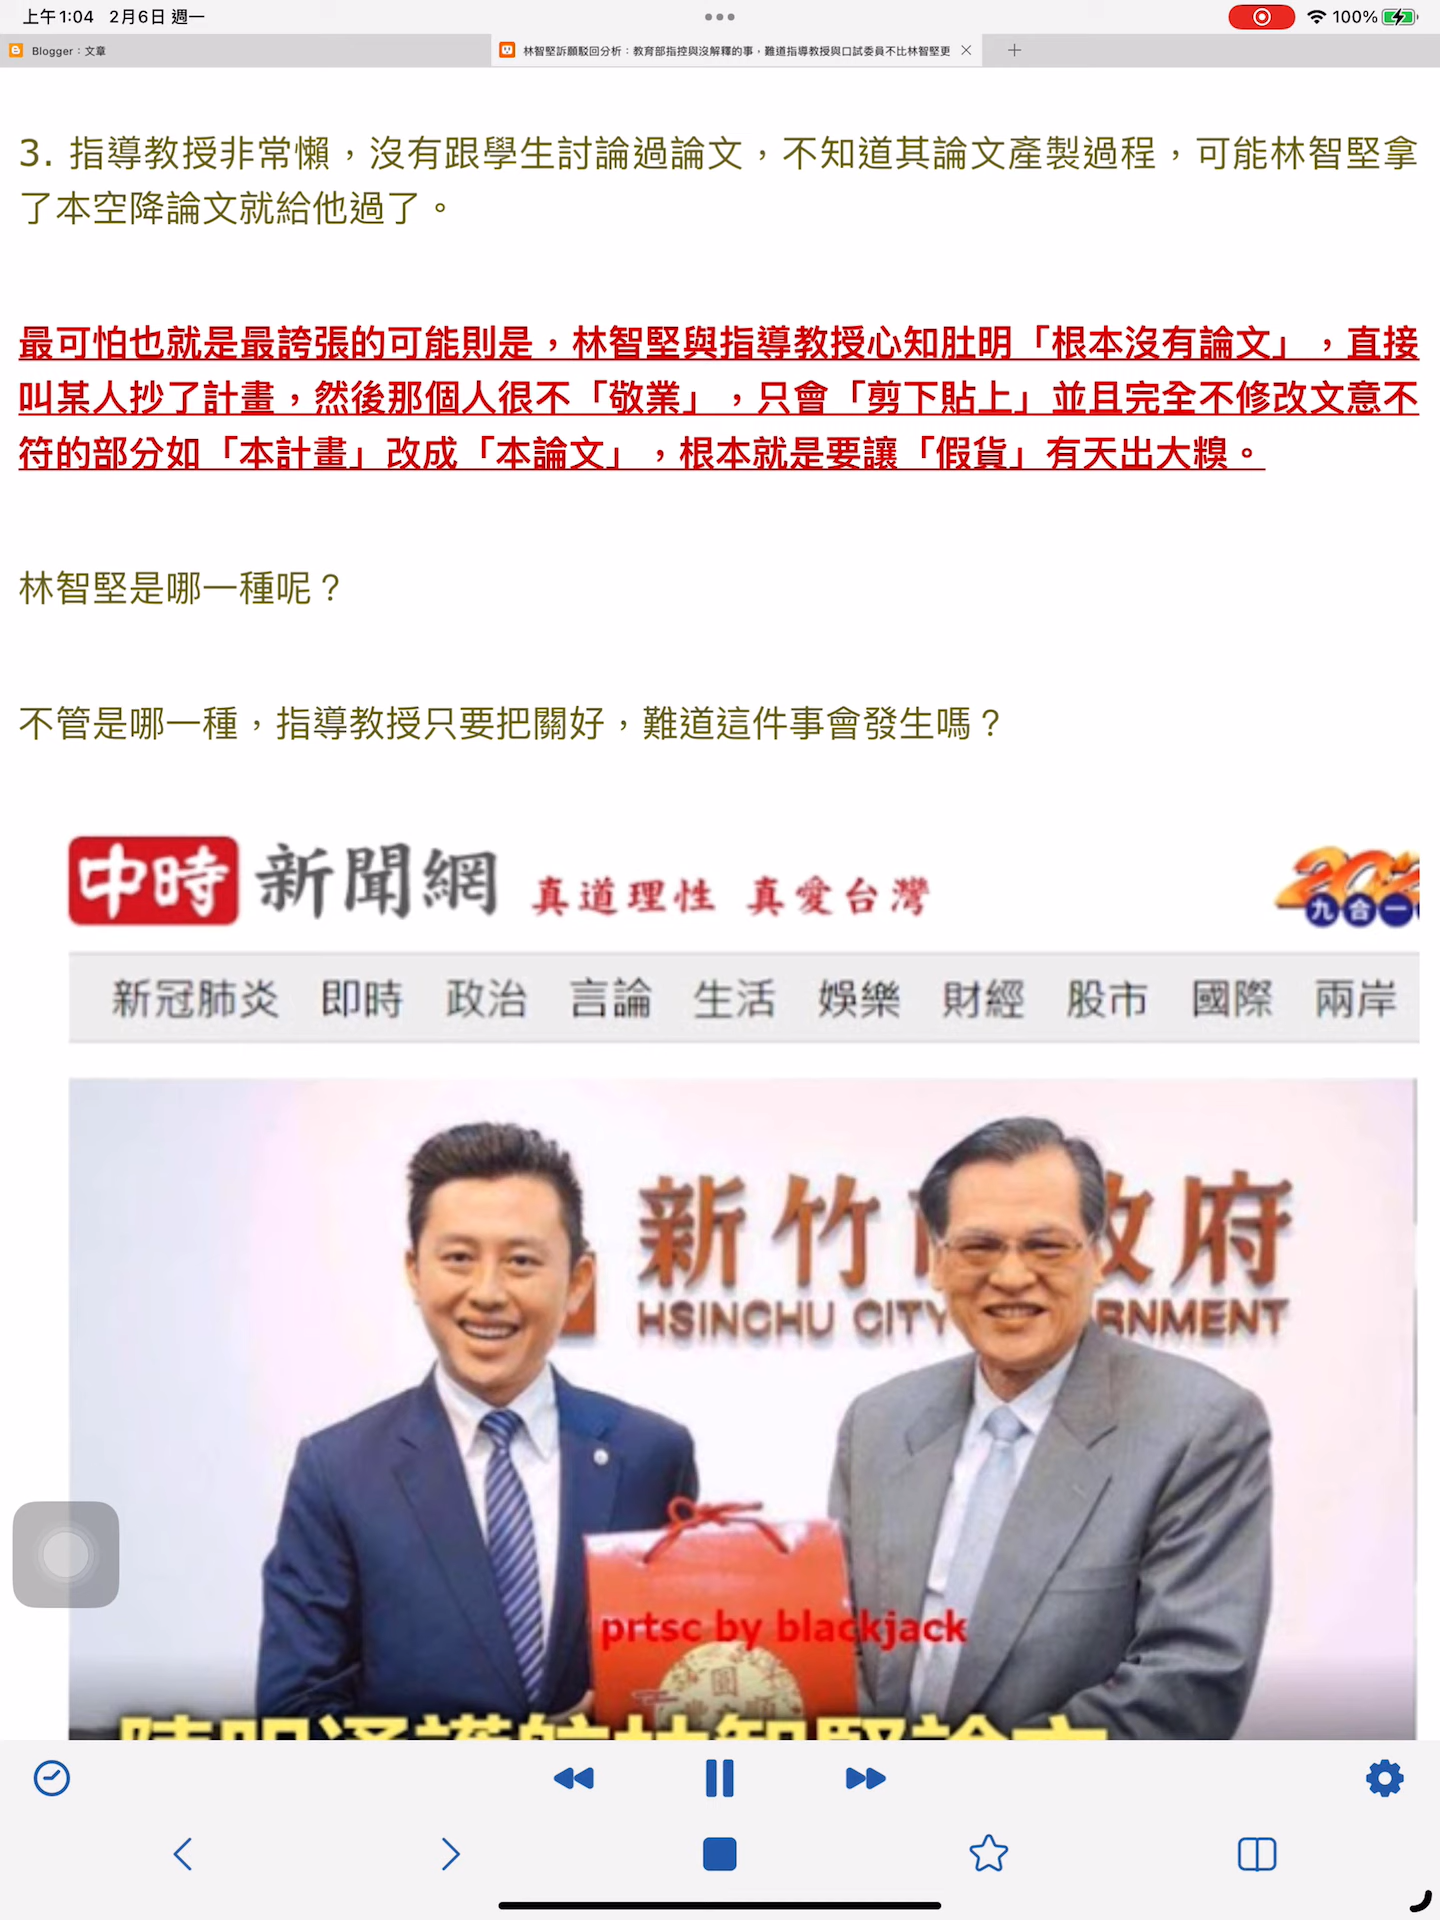 上午1:04 2月6日 週一
100%
Blogger：文章
林智堅訴願駁回分析：教育部指控與沒解釋的事，難道指導教授與口試委員不比林智堅更
3. 指導教授非常懶，沒有跟學生討論過論文，不知道其論文產製過程，可能林智堅拿
了本空降論文就給他過了。
最可怕也就是最誇張的可能則是，林智堅與指導教授心知肚明「根本沒有論文」，直接
叫某人抄了計畫，然後那個人很不「敬業」，只會「剪下貼上」並且完全不修改文意不
符的部分如「本計畫」改成「本論文」，根本就是要讓「假貨」有天出大糗。
林智堅是哪一種呢？
不管是哪一種，指導教授只要把關好，難道這件事會發生嗎？
中時 新聞網 真道理性 真愛台灣
202
九合一
新冠肺炎 即時 政治 言論 生活 娛樂 財經 股市 國際 兩岸
新竹 政府
HSINCHU CITY RNMENT
prtsc by blackjack
陳明通護航林智堅論文